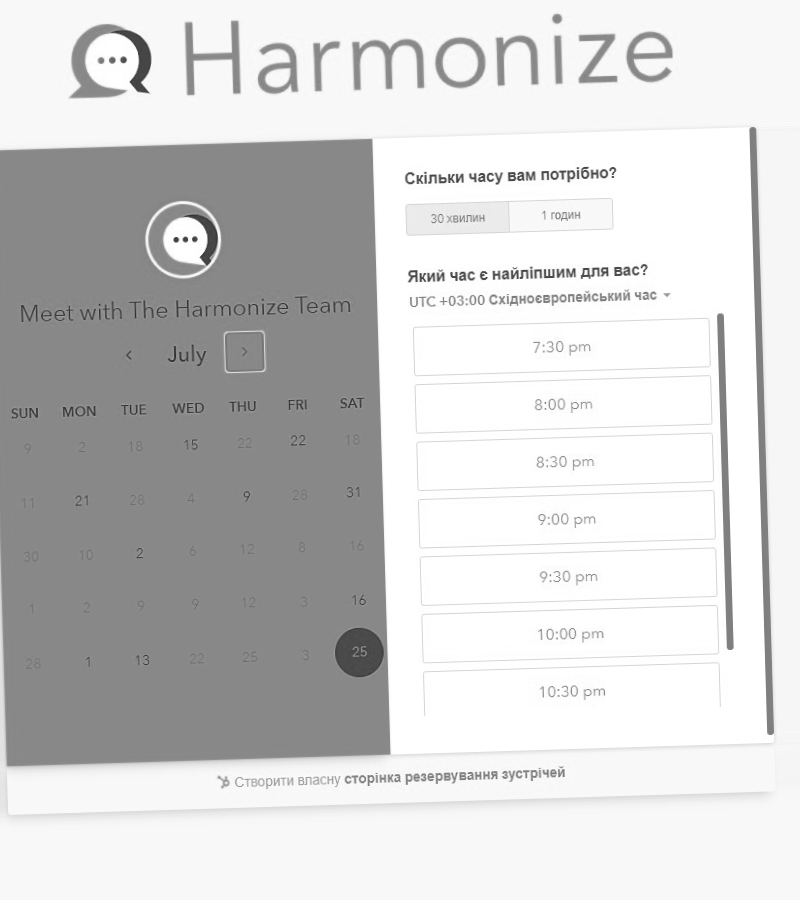 Harmonize
Meet with The Harmonize Team
July
SUN MON TUE WED THU FRI SAT
9 2 18 15 22 22 18
11 21 28 4 9 28 31
30 10 2 6 12 8 16
1 2 9 9 12 3 16
28 1 13 22 25 3 25
Скільки часу вам потрібно?
30 хвилин 1 годин
Який час є найліпшим для вас?
UTC +03:00 Східноєвропейський час
7:30 pm
8:00 pm
8:30 pm
9:00 pm
9:30 pm
10:00 pm
10:30 pm
Створити власну сторінка резервування зустрічей